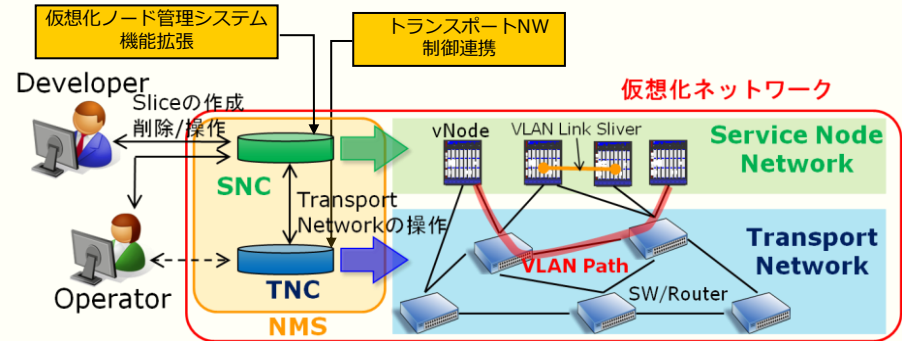 仮想化ノード管理システム
機能拡張
トランスポートNW
制御連携
Developer
Sliceの作成
削除/操作
仮想化ネットワーク
vNode
VLAN Link Sliver
Service Node
Network
SNC
Transport
Networkの操作
Transport
Network
VLAN Path
Operator
TNC
SW/Router
NMS